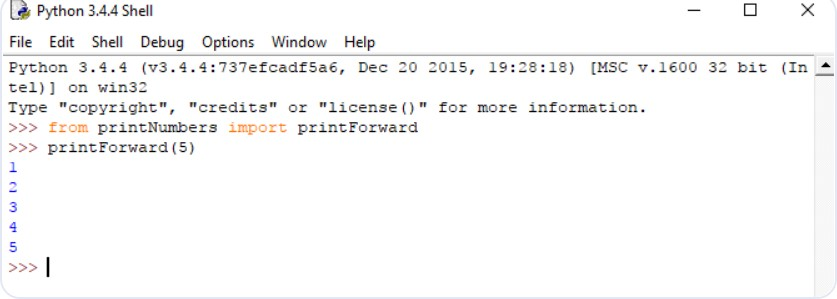 Python 3.4.4 Shell
File Edit Shell Debug Options Window Help
Python 3.4.4 (v3.4.4:737efcadf5a6, Dec 20 2015, 19:28:18) [MSC v.1600 32 bit (In
tel)] on win32
Type "copyright", "credits" or "license()" for more information.
>>> from printNumbers import printForward
>>> printForward(5)
1
2
3
4
5
>>>